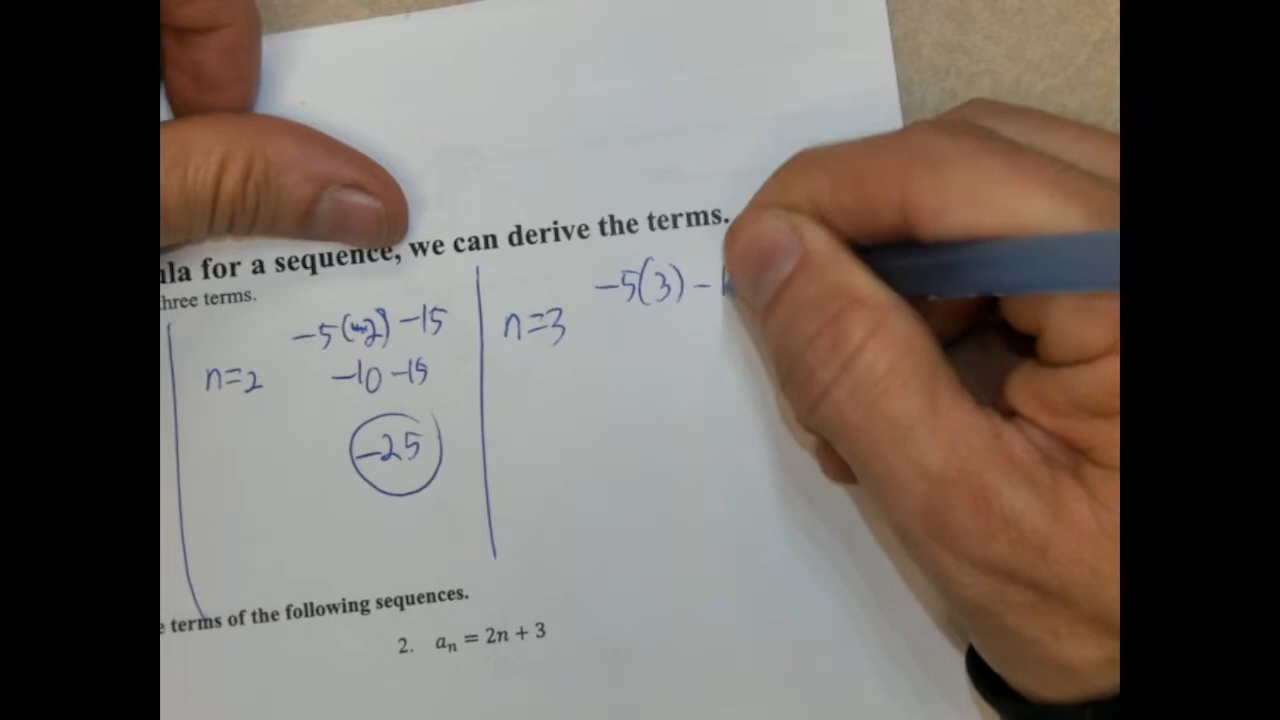 for a sequence, we can derive the terms.
three terms.
n=2
-5(2) -15
-10 -15
-25
n=3
-5(3) -
terms of the following sequences.
2. aₙ = 2n + 3